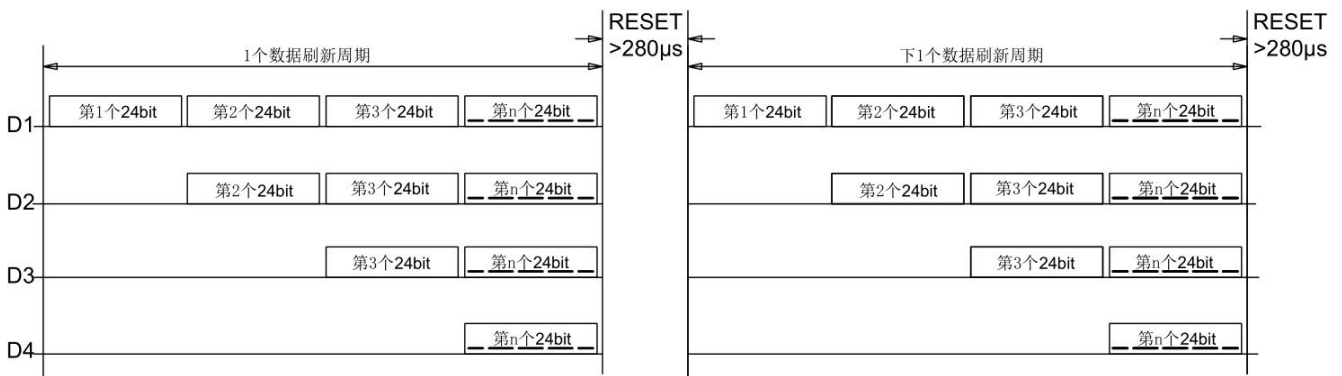 RESET
>280μs
RESET
>280μs
1个数据刷新周期
下1个数据刷新周期
D1 第1个24bit 第2个24bit 第3个24bit 第n个24bit 第1个24bit 第2个24bit 第3个24bit 第n个24bit
D2 第2个24bit 第3个24bit 第n个24bit 第2个24bit 第3个24bit 第n个24bit
D3 第3个24bit 第n个24bit 第3个24bit 第n个24bit
D4 第n个24bit 第n个24bit